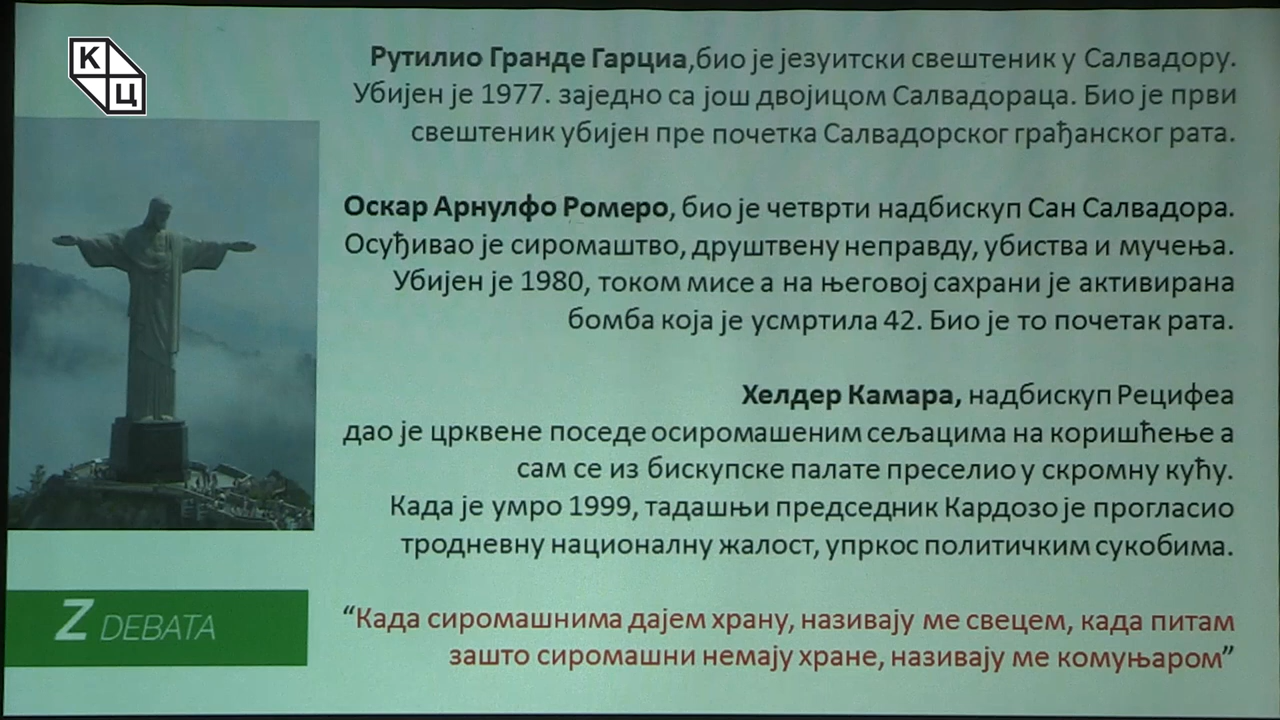 К
Ц
Рутилио Гранде Гарциа,био је језуитски свештеник у Салвадору.
Убијен је 1977. заједно са још двојицом Салвадораца. Био је први
свештеник убијен пре почетка Салвадорског грађанског рата.
Оскар Арнулфо Ромеро, био је четврти надбискуп Сан Салвадора.
Осуђивао је сиромаштво, друштвену неправду, убиства и мучења.
Убијен је 1980, током мисе а на његовој сахрани је активирана
бомба која је усмртила 42. Био је то почетак рата.
Хелдер Камара, надбискуп Рецифеа
дао је црквене поседе осиромашеним сељацима на коришћење а
сам се из бискупске палате преселио у скромну кућу.
Када је умро 1999, тадашњи председник Кардозо је прогласио
тродневну националну жалост, упркос политичким сукобима.
Z DEBATA
“Када сиромашнима дајем храну, називају ме свецем, када питам
зашто сиромашни немају хране, називају ме комуњаром”